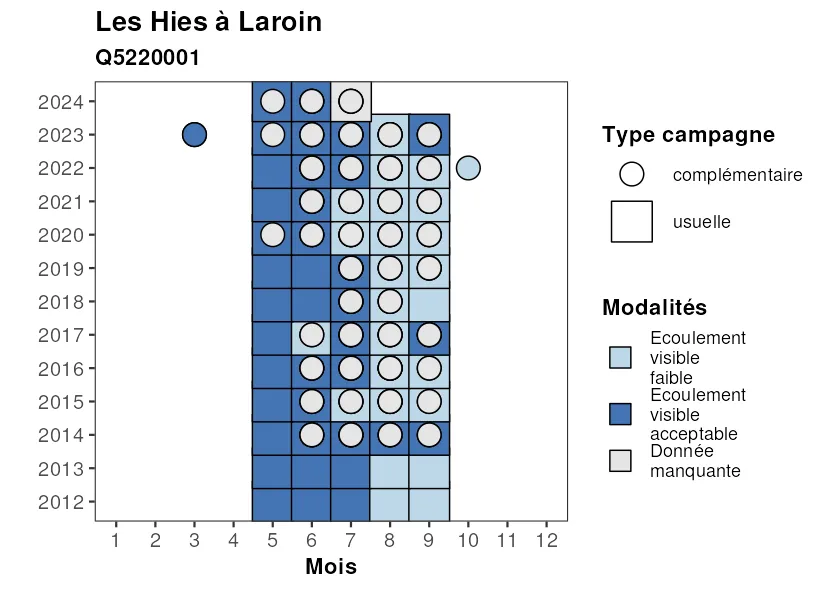 Les Hies à Laroin
Q5220001
2024
2023
2022
2021
2020
2019
2018
2017
2016
2015
2014
2013
2012
1 2 3 4 5 6 7 8 9 10 11 12
Mois
Type campagne
complémentaire
usuelle
Modalités
Ecoulement
visible
faible
Ecoulement
visible
acceptable
Donnée
manquante